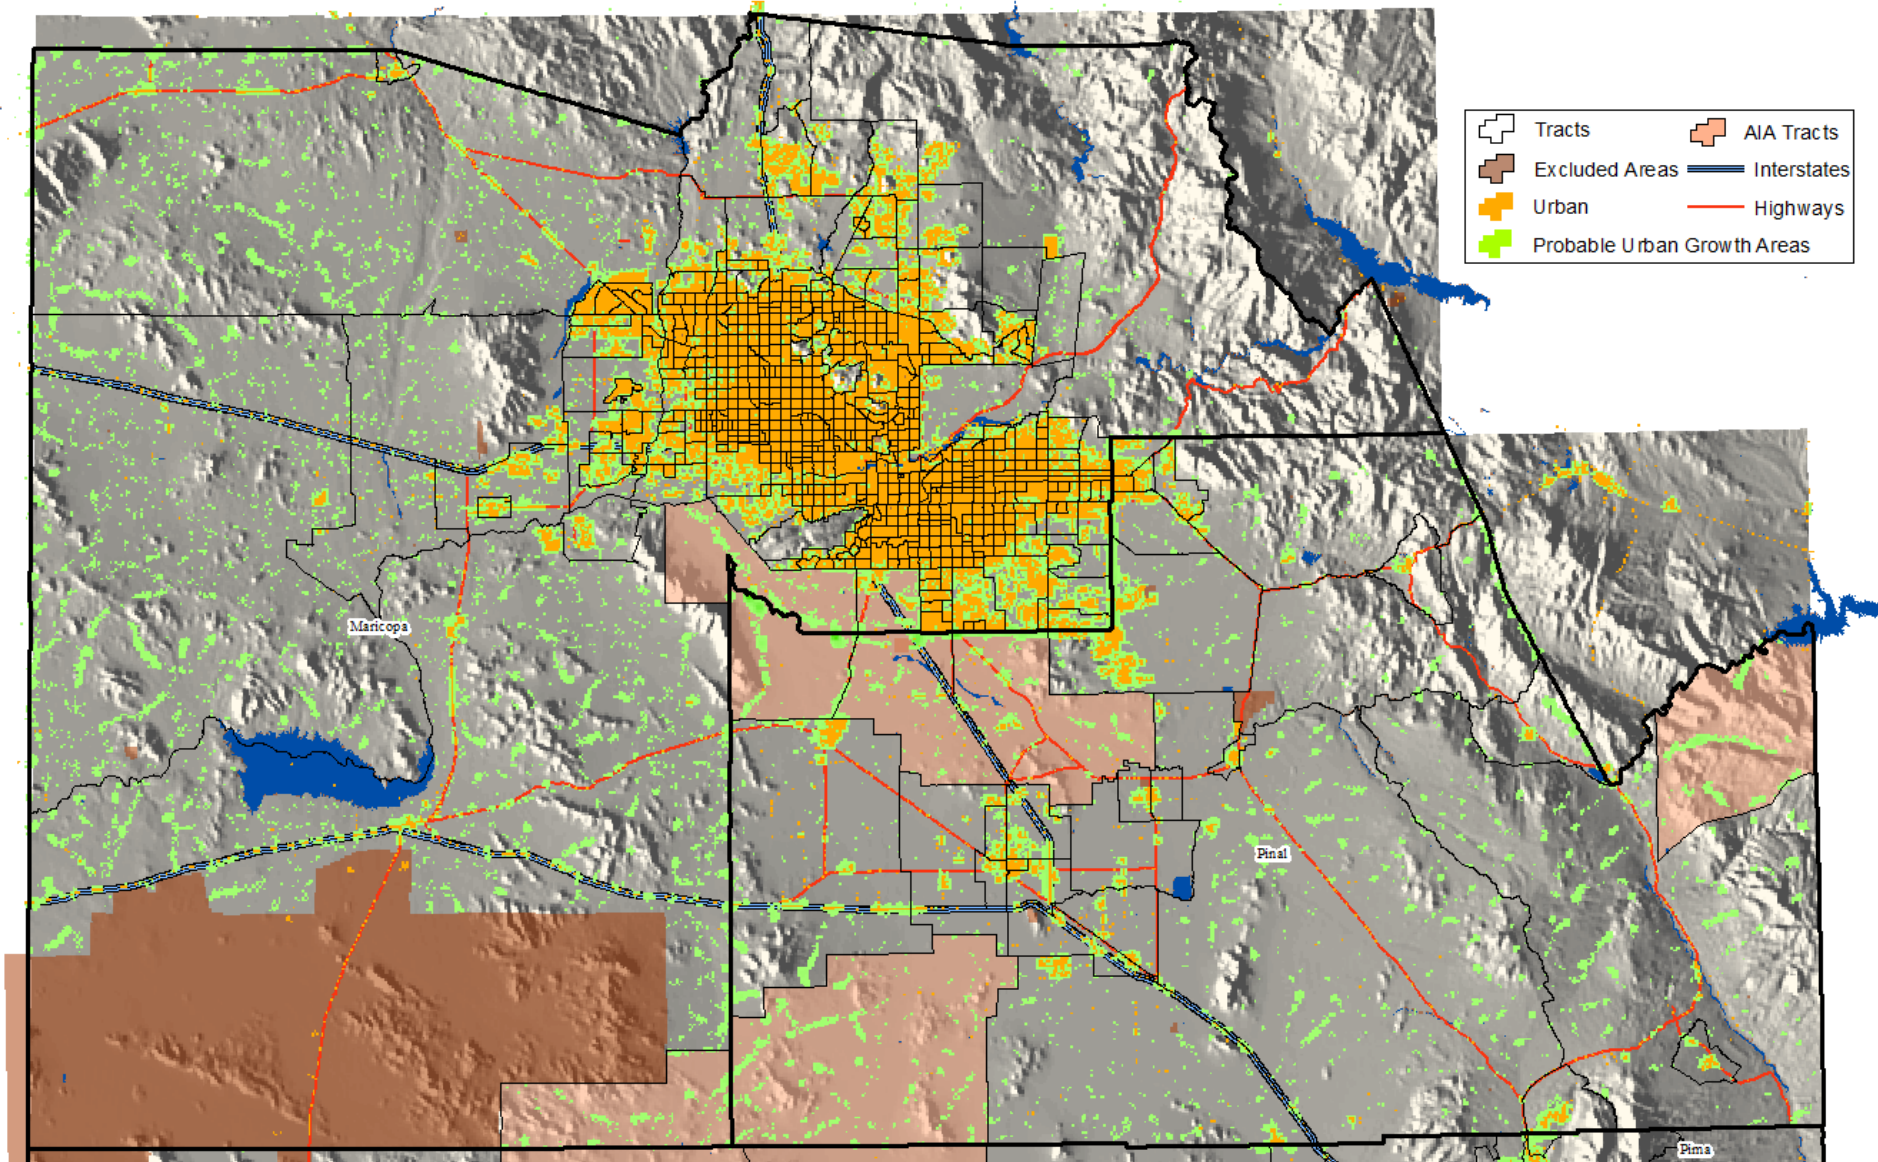 Tracts
AIA Tracts
Excluded Areas
Interstates
Urban
Highways
Probable Urban Growth Areas
Maricopa
Pinal
Pima